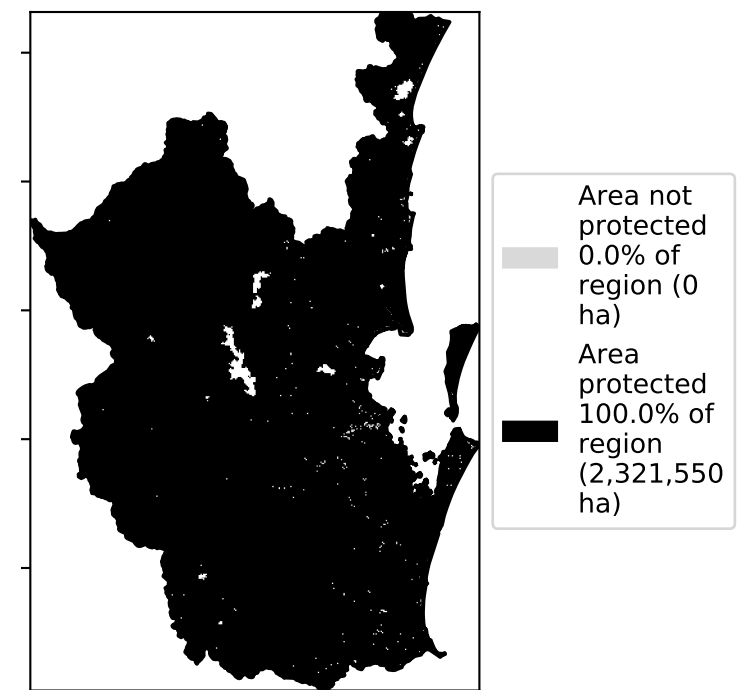 Area not
protected
0.0% of
region (0
ha)
Area
protected
100.0% of
region
(2,321,550
ha)